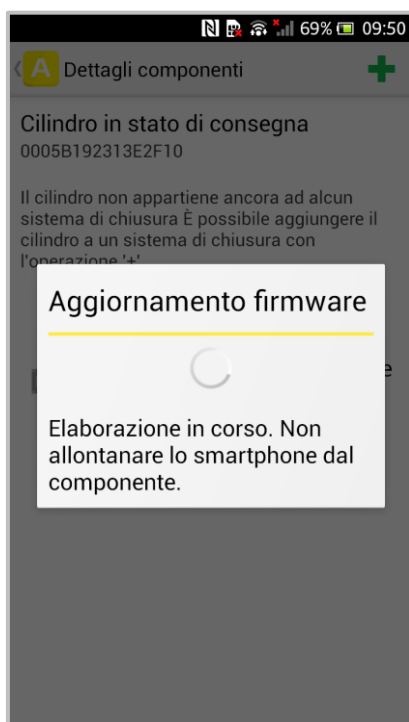 69% 09:50
A Dettagli componenti
Cilindro in stato di consegna
0005B192313E2F10
Il cilindro non appartiene ancora ad alcun
sistema di chiusura È possibile aggiungere il
cilindro a un sistema di chiusura con
l'operazione '+'
Aggiornamento firmware
Elaborazione in corso. Non
allontanare lo smartphone dal
componente.